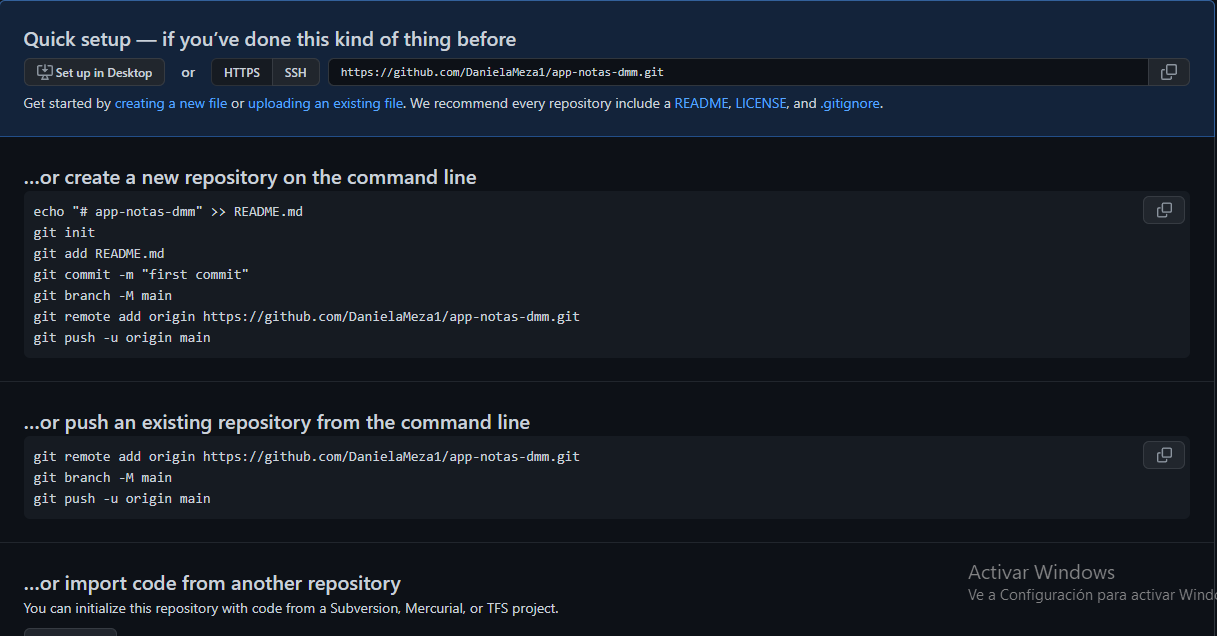 Quick setup — if you've done this kind of thing before
Set up in Desktop or HTTPS SSH https://github.com/DanielaMeza1/app-notas-dmm.git
Get started by creating a new file or uploading an existing file. We recommend every repository include a README, LICENSE, and .gitignore.
...or create a new repository on the command line
echo "# app-notas-dmm" >> README.md
git init
git add README.md
git commit -m "first commit"
git branch -M main
git remote add origin https://github.com/DanielaMeza1/app-notas-dmm.git
git push -u origin main
...or push an existing repository from the command line
git remote add origin https://github.com/DanielaMeza1/app-notas-dmm.git
git branch -M main
git push -u origin main
...or import code from another repository
You can initialize this repository with code from a Subversion, Mercurial, or TFS project.
Activar Windows
Ve a Configuración para activar Windo